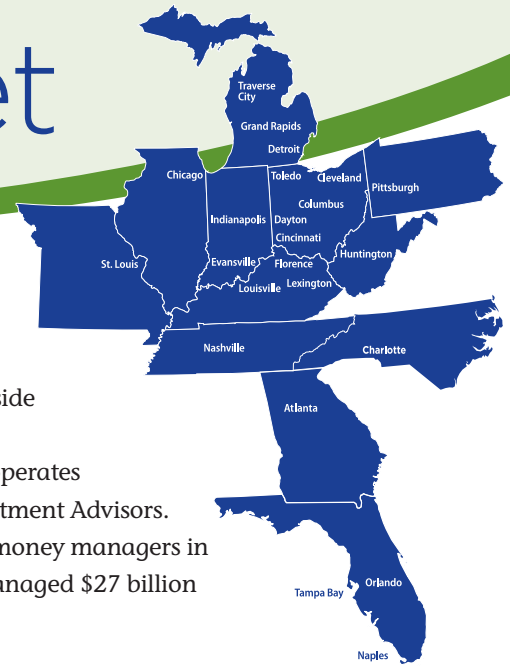 et
Traverse
City
Grand Rapids
Detroit
Chicago
Toledo
Cleveland
Pittsburgh
Columbus
Indianapolis
Dayton
Cincinnati
St. Louis
Evansville
Florence
Huntington
Louisville
Lexington
Nashville
Charlotte
side
Atlanta
perates
tment Advisors.
money managers in
anaged $27 billion
Tampa Bay
Orlando
Naples